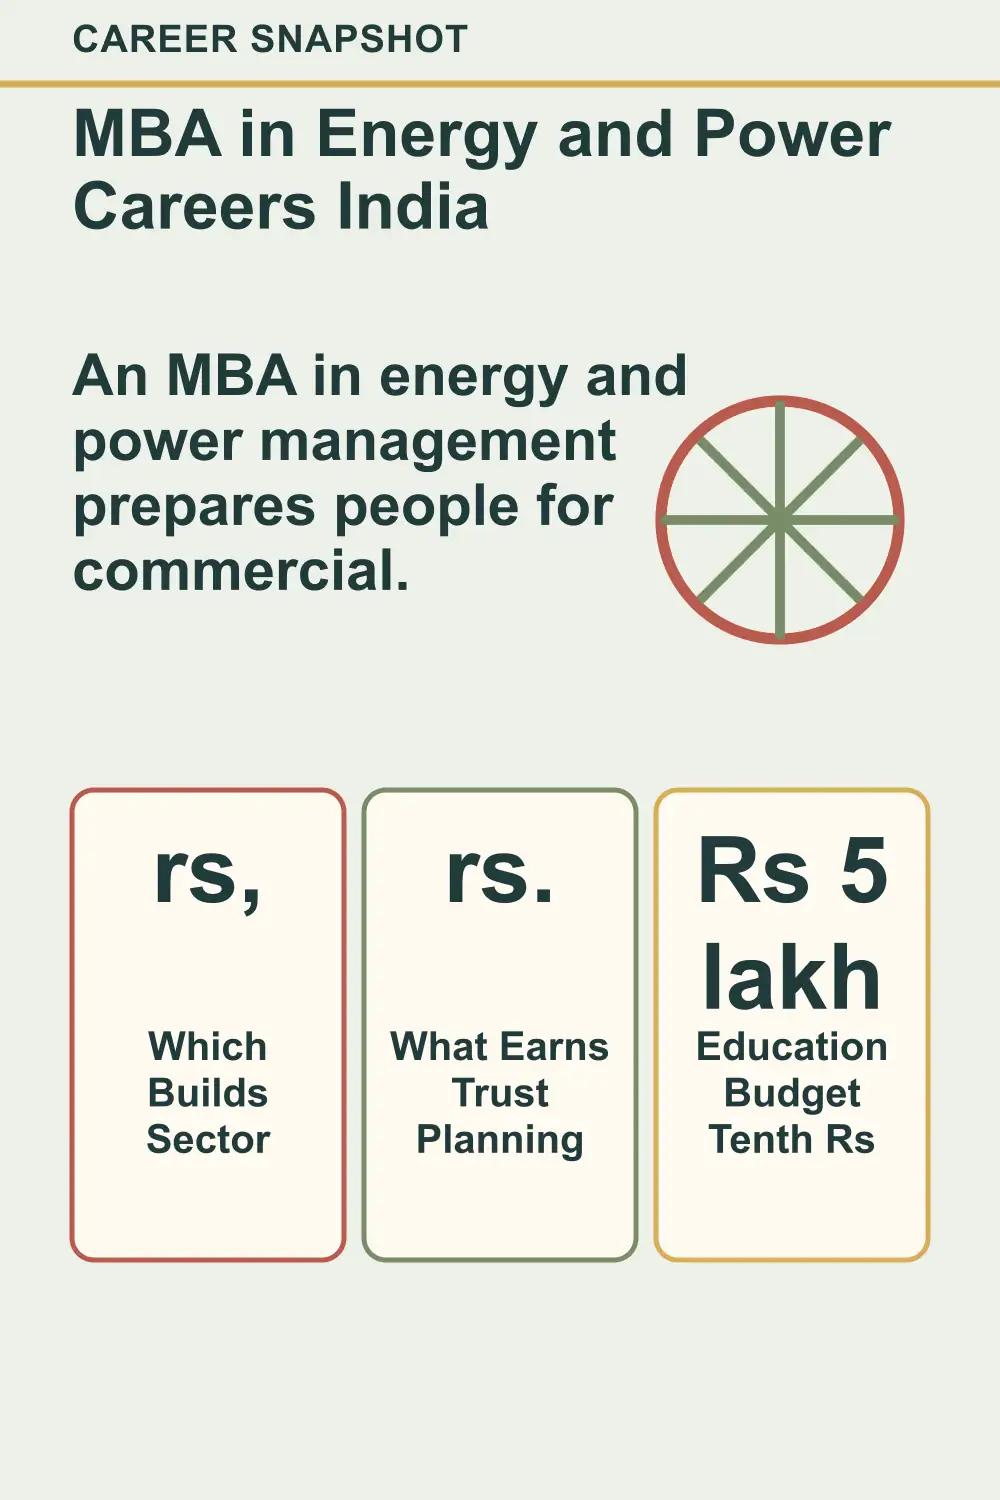 CAREER SNAPSHOT
MBA in Energy and Power
Careers India
An MBA in energy and
power management
prepares people for
commercial.
rs,
Which
Builds
Sector
rs.
What Earns
Trust
Planning
Rs 5
lakh
Education
Budget
Tenth Rs